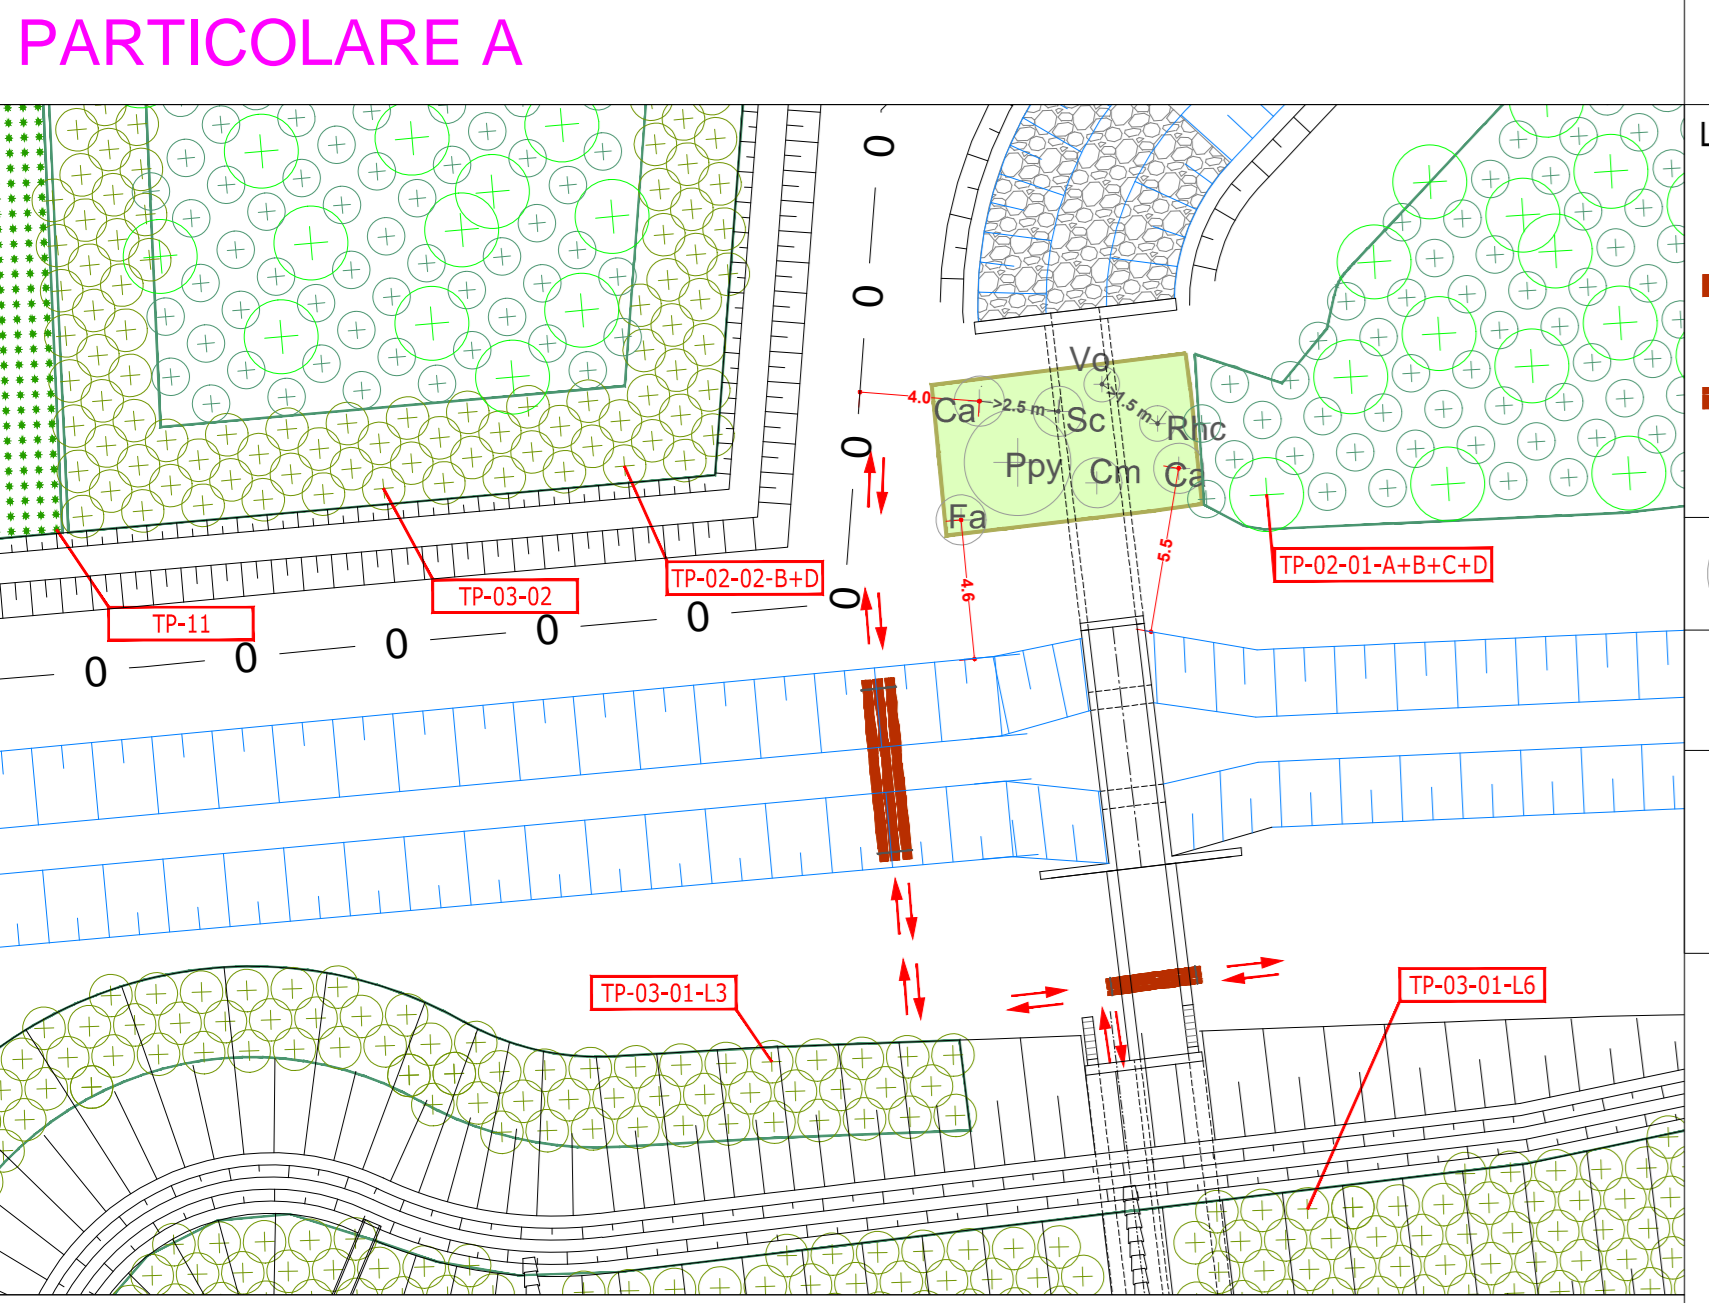 PARTICOLARE A
L
0
0
Vo
4.0
Ca
>2.5 m
Sc
>1.5 m
Rhc
0
Ppy
Cm
Ca
Fa
5.5
TP-02-01-A+B+C+D
TP-02-02-B+D
TP-03-02
4.6
0
TP-11
0
0
0
0
TP-03-01-L3
TP-03-01-L6